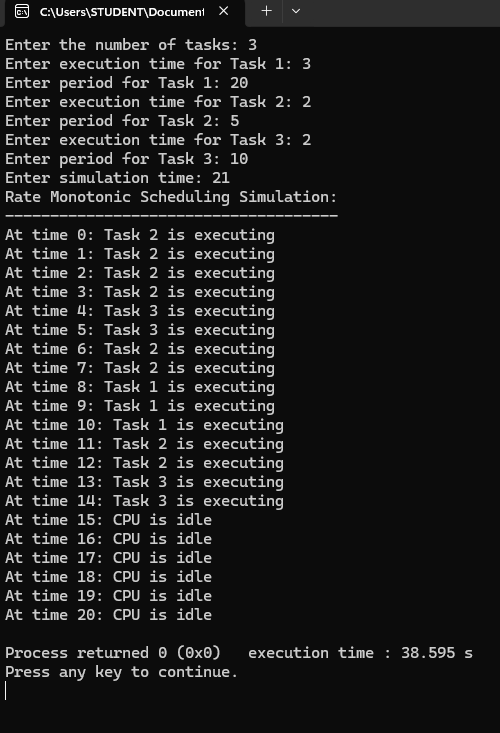 C:\Users\STUDENT\Document
Enter the number of tasks: 3
Enter execution time for Task 1: 3
Enter period for Task 1: 20
Enter execution time for Task 2: 2
Enter period for Task 2: 5
Enter execution time for Task 3: 2
Enter period for Task 3: 10
Enter simulation time: 21
Rate Monotonic Scheduling Simulation:
-------------------------------------
At time 0: Task 2 is executing
At time 1: Task 2 is executing
At time 2: Task 2 is executing
At time 3: Task 2 is executing
At time 4: Task 3 is executing
At time 5: Task 3 is executing
At time 6: Task 2 is executing
At time 7: Task 2 is executing
At time 8: Task 1 is executing
At time 9: Task 1 is executing
At time 10: Task 1 is executing
At time 11: Task 2 is executing
At time 12: Task 2 is executing
At time 13: Task 3 is executing
At time 14: Task 3 is executing
At time 15: CPU is idle
At time 16: CPU is idle
At time 17: CPU is idle
At time 18: CPU is idle
At time 19: CPU is idle
At time 20: CPU is idle
Process returned 0 (0x0)   execution time : 38.595 s
Press any key to continue.